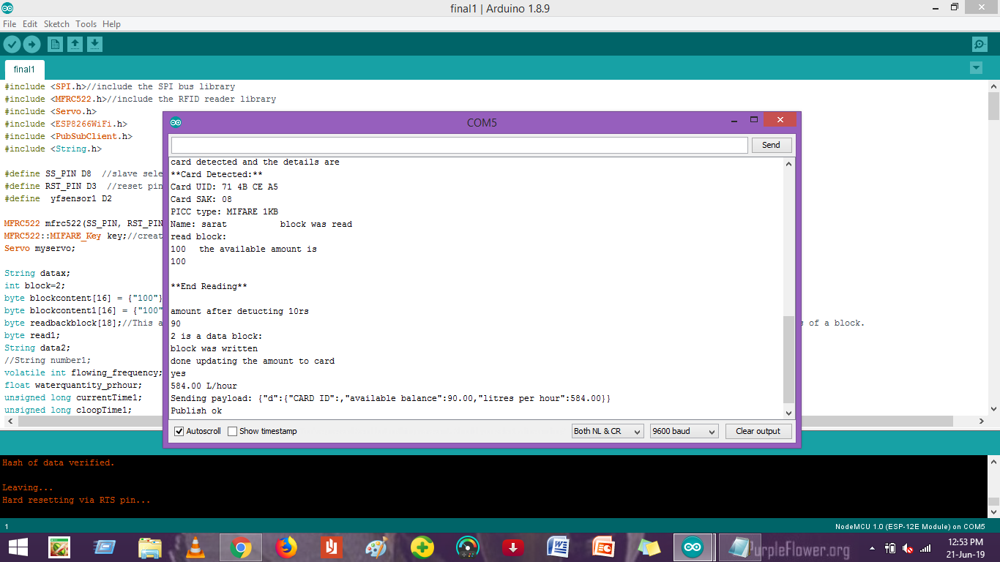 final1 | Arduino 1.8.9
File Edit Sketch Tools Help
final1
#include <SPI.h>//include the SPI bus library
#include <MFRC522.h>//include the RFID reader library
#include <Servo.h>
#include <ESP8266WiFi.h>
#include <PubSubClient.h>
#include <String.h>
#define SS_PIN D8  //slave sele
#define RST_PIN D3  //reset pin
#define  yfsensor1 D2
MFRC522 mfrc522(SS_PIN, RST_PIN
MFRC522::MIFARE_Key key;//creat
Servo myservo;
String datax;
int block=2;
byte blockcontent[16] = {"100"}
byte blockcontent1[16] = {"100"
byte readbackblock[18];//This a s of a block.
byte read1;
String data2;
//String number1;
volatile int flowing_frequency;
float waterquantity_prhour;
unsigned long currentTime1;
unsigned long cloopTime1;
COM5
Send
card detected and the details are
**Card Detected:**
Card UID: 71 4B CE A5
Card SAK: 08
PICC type: MIFARE 1KB
Name: sarat block was read
read block:
100 the available amount is
100
**End Reading**
amount after detucting 10rs
90
2 is a data block:
block was written
done updating the amount to card
yes
584.00 L/hour
Sending payload: {"d":{"CARD ID":,"available balance":90.00,"litres per hour":584.00}}
Publish ok
Autoscroll Show timestamp Both NL & CR 9600 baud Clear output
Hash of data verified.
Leaving...
Hard resetting via RTS pin...
1 NodeMCU 1.0 (ESP-12E Module) on COM5
PurpleFlower.org
12:53 PM
21-Jun-19